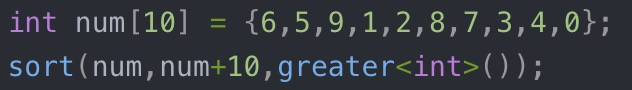 int num[10] = {6,5,9,1,2,8,7,3,4,0};
sort(num,num+10,greater<int>());